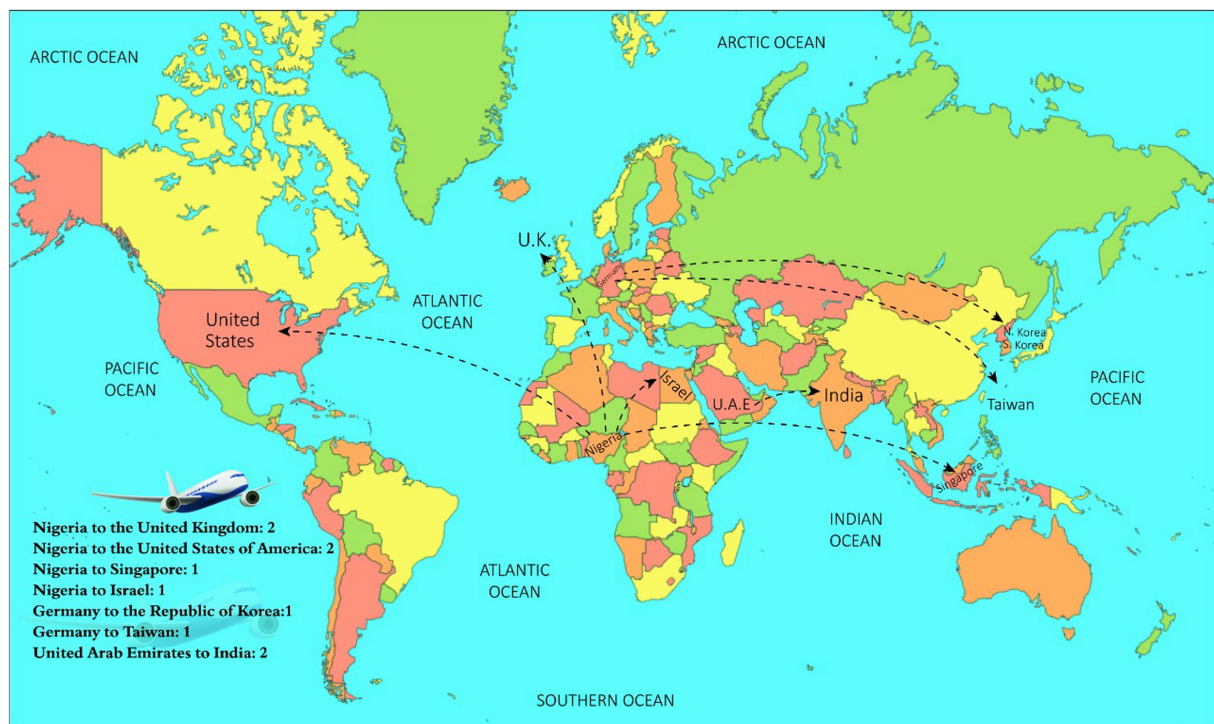 ARCTIC OCEAN
ARCTIC OCEAN
U.K.
Germany
ATLANTIC
OCEAN
United
States
N. Korea
S. Korea
PACIFIC
OCEAN
PACIFIC
OCEAN
Israel
U.A.E
India
Taiwan
Nigeria
Singapore
INDIAN
OCEAN
ATLANTIC
OCEAN
Nigeria to the United Kingdom: 2
Nigeria to the United States of America: 2
Nigeria to Singapore: 1
Nigeria to Israel: 1
Germany to the Republic of Korea:1
Germany to Taiwan: 1
United Arab Emirates to India: 2
SOUTHERN OCEAN